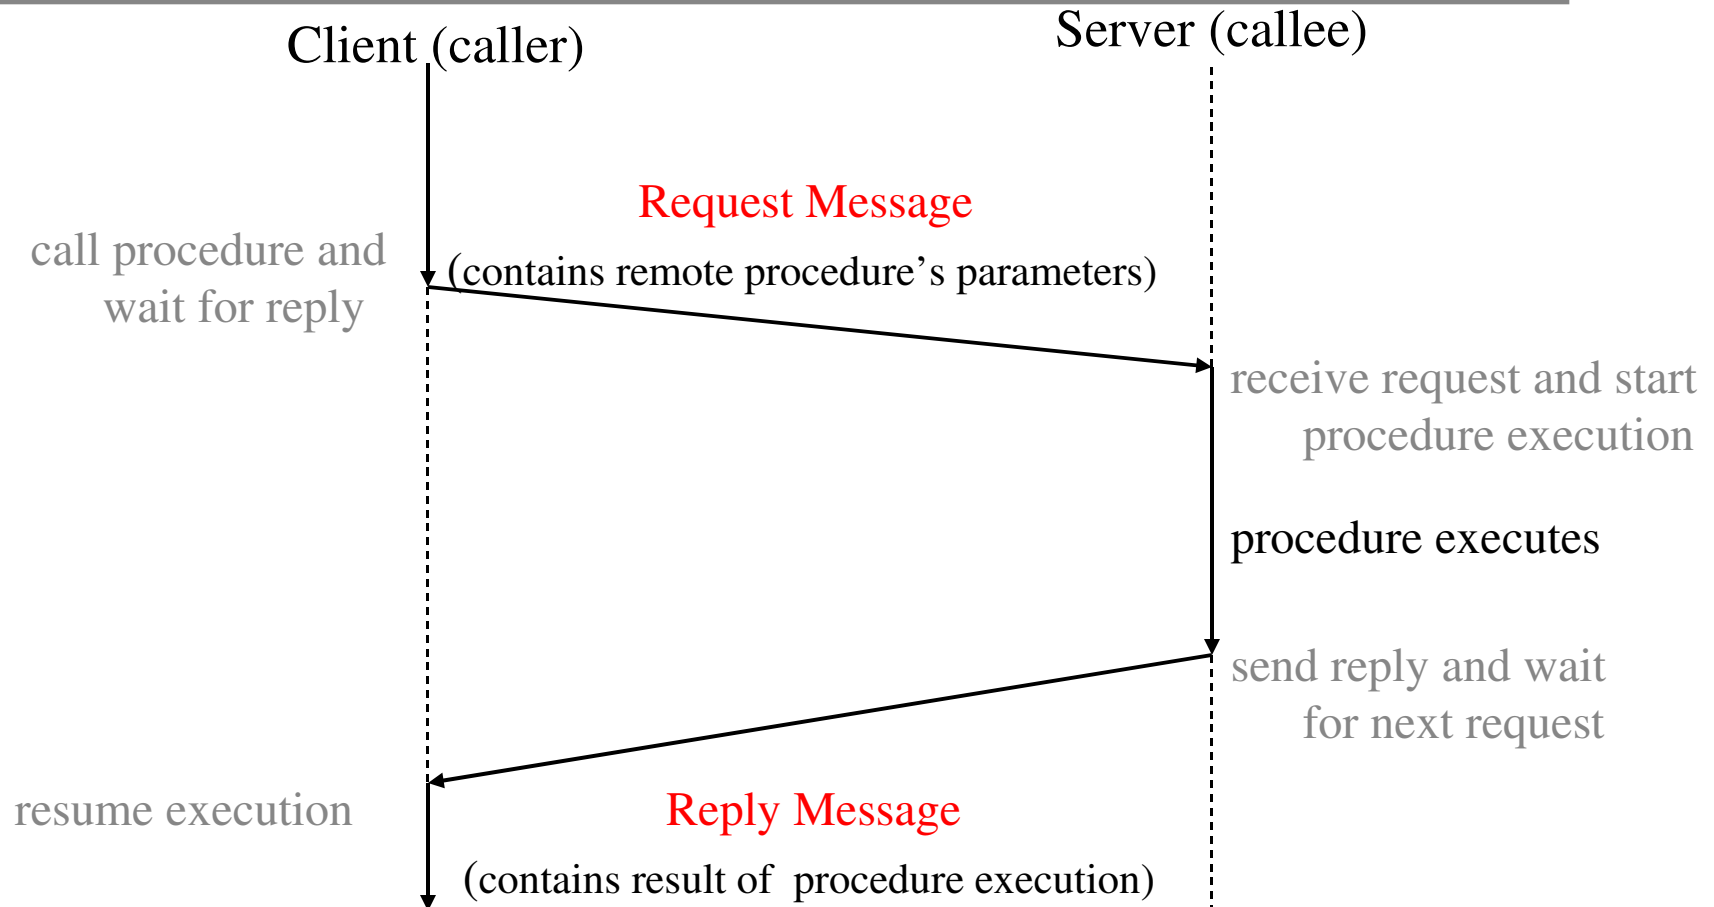 Client (caller)
Server (callee)
Request Message
call procedure and
wait for reply
(contains remote procedure’s parameters)
receive request and start
procedure execution
procedure executes
send reply and wait
for next request
resume execution
Reply Message
(contains result of  procedure execution)